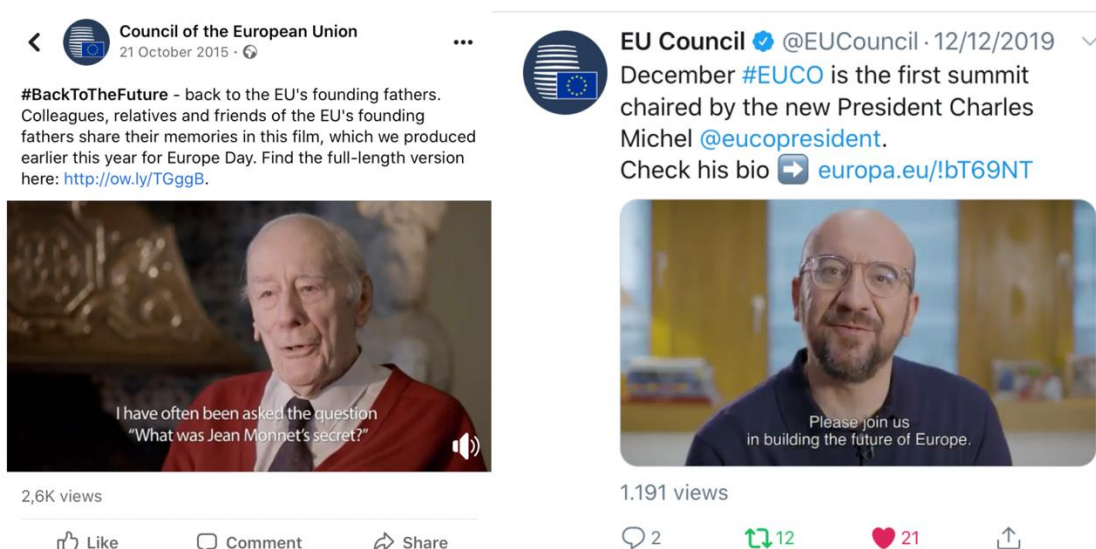 Council of the European Union
21 October 2015 ·
#BackToTheFuture - back to the EU's founding fathers.
Colleagues, relatives and friends of the EU's founding
fathers share their memories in this film, which we produced
earlier this year for Europe Day. Find the full-length version
here: http://ow.ly/TGggB.
I have often been asked the question
“What was Jean Monnet’s secret?”
2,6K views
Like Comment Share
EU Council @EUCouncil · 12/12/2019
December #EUCO is the first summit
chaired by the new President Charles
Michel @eucopresident.
Check his bio ➡️ europa.eu/!bT69NT
Please join us
in building the future of Europe.
1.191 views
2 12 21